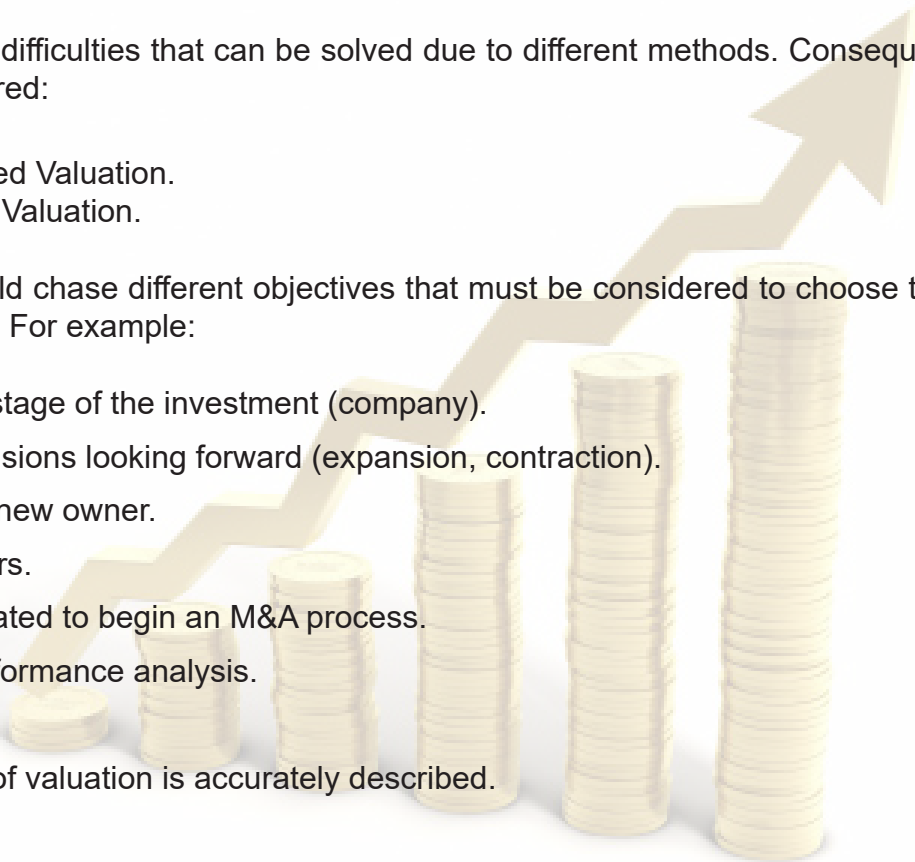 difficulties that can be solved due to different methods. Consequ
red:
ed Valuation.
Valuation.
ld chase different objectives that must be considered to choose t
For example:
stage of the investment (company).
sions looking forward (expansion, contraction).
new owner.
rs.
ated to begin an M&A process.
formance analysis.
of valuation is accurately described.